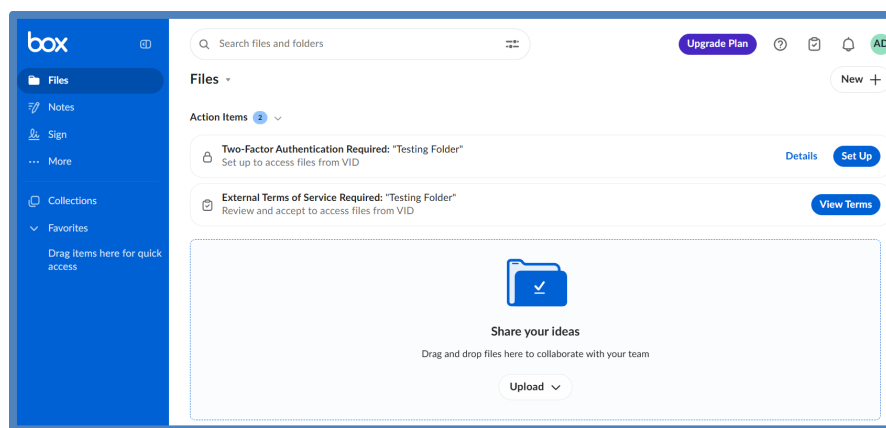 box
Search files and folders
Upgrade Plan
AD
Files
Notes
Sign
More
Collections
Favorites
Drag items here for quick
access
Files
New
Action Items 2
Two-Factor Authentication Required: "Testing Folder"
Set up to access files from VID
Details
Set Up
External Terms of Service Required: "Testing Folder"
Review and accept to access files from VID
View Terms
Share your ideas
Drag and drop files here to collaborate with your team
Upload